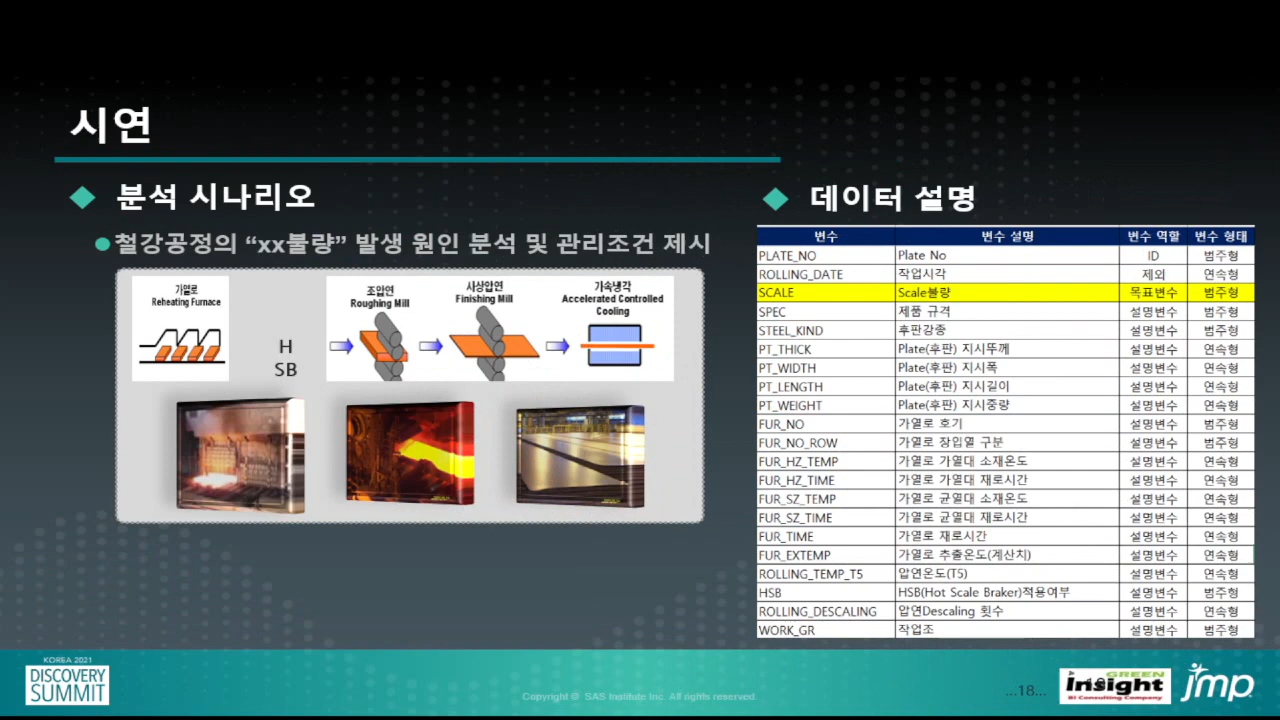 시연
분석 시나리오
철강공정의 “xx불량” 발생 원인 분석 및 관리조건 제시
가열로
Reheating Furnace
H
SB
조압연
Roughing Mill
사상압연
Finishing Mill
가속냉각
Accelerated Controlled
Cooling
데이터 설명
변수 변수 설명 변수 역할 변수 형태
PLATE_NO Plate No ID 범주형
ROLLING_DATE 작업시각 제외 연속형
SCALE Scale불량 목표변수 범주형
SPEC 제품 규격 설명변수 범주형
STEEL_KIND 후판강종 설명변수 범주형
PT_THICK Plate(후판) 지시두께 설명변수 연속형
PT_WIDTH Plate(후판) 지시폭 설명변수 연속형
PT_LENGTH Plate(후판) 지시길이 설명변수 연속형
PT_WEIGHT Plate(후판) 지시중량 설명변수 연속형
FUR_NO 가열로 호기 설명변수 범주형
FUR_NO_ROW 가열로 장입열 구분 설명변수 범주형
FUR_HZ_TEMP 가열로 가열대 소재온도 설명변수 연속형
FUR_HZ_TIME 가열로 가열대 재로시간 설명변수 연속형
FUR_SZ_TEMP 가열로 균열대 소재온도 설명변수 연속형
FUR_SZ_TIME 가열로 균열대 재로시간 설명변수 연속형
FUR_TIME 가열로 재로시간 설명변수 연속형
FUR_EXTEMP 가열로 추출온도(계산치) 설명변수 연속형
ROLLING_TEMP_T5 압연온도(T5) 설명변수 연속형
HSB HSB(Hot Scale Braker)적용여부 설명변수 범주형
ROLLING_DESCALING 압연Descaling 횟수 설명변수 연속형
WORK_GR 작업조 설명변수 범주형
KOREA 2021
DISCOVERY
SUMMIT
Copyright © SAS Institute Inc. All rights reserved
...18...
GREEN
insight
BI Consulting Company
jmp